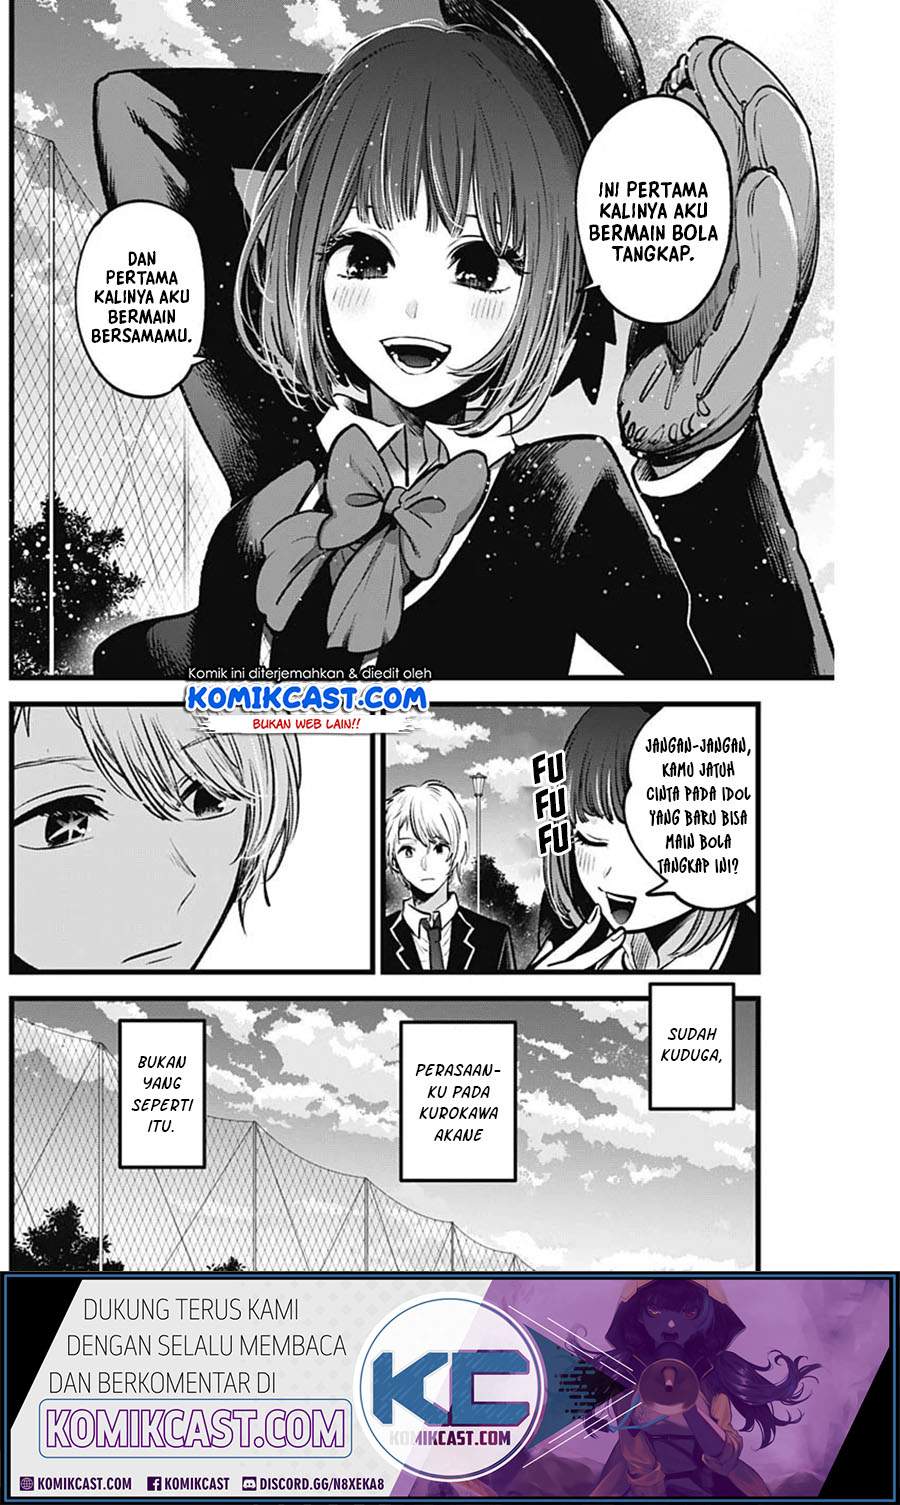 INI PERTAMA
KALINYA AKU
BERMAIN BOLA
TANGKAP.
DAN
PERTAMA
KALINYA AKU
BERMAIN
BERSAMAMU.
Komik ini diterjemahkan & diedit oleh
KOMIKCAST.COM
BUKAN WEB LAIN!!
JANGAN-JANGAN,
KAMU JATUH
CINTA PADA IDOL
YANG BARU BISA
MAIN BOLA
TANGKAP INI?
FU
FU
FU
SUDAH
KUDUGA,
PERASAAN-
KU PADA
KUROKAWA
AKANE
BUKAN
YANG
SEPERTI
ITU.
DUKUNG TERUS KAMI
DENGAN SELALU MEMBACA
DAN BERKOMENTAR DI
KOMIKCAST.COM
KOMIKCAST.COM
KOMIKCAST
DISCORD.GG/N8XEKA8
KC
KOMIKCAST.COM